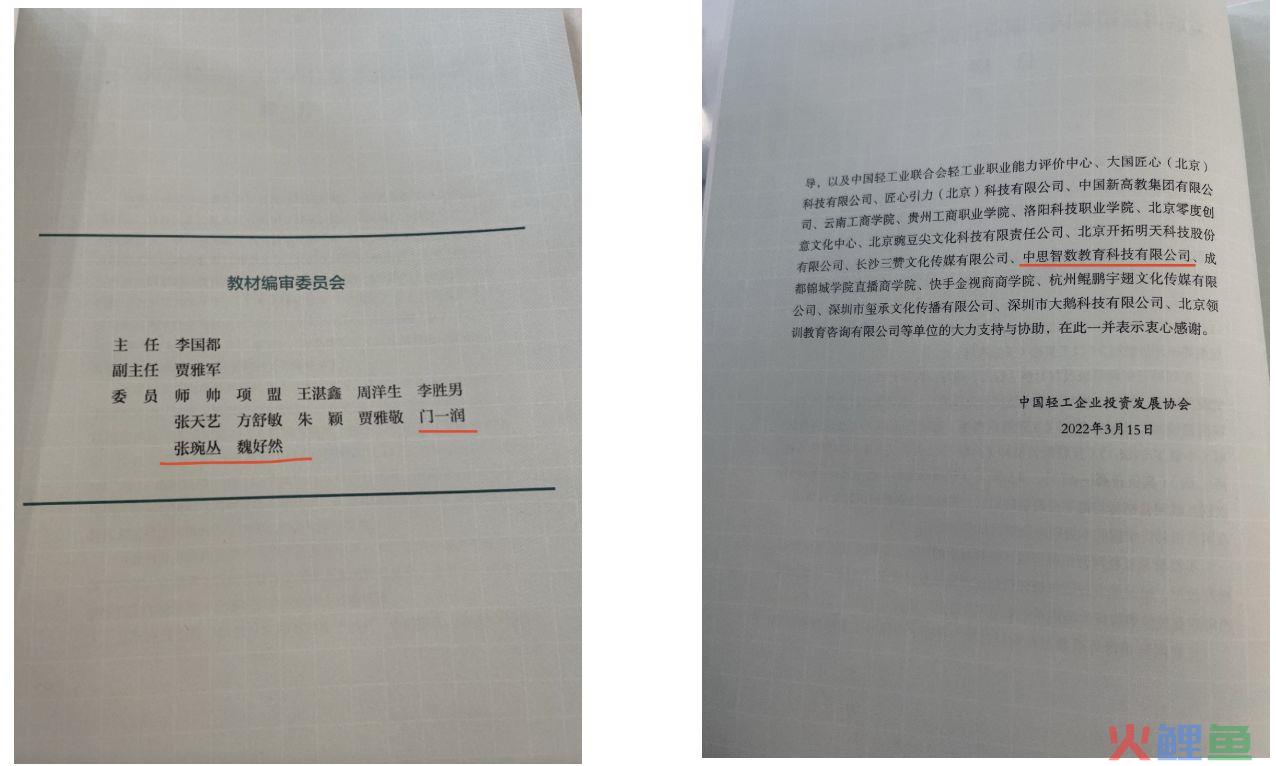 教材编审委员会
主 任 李国都
副主任 贾雅军
委 员 师 帅 项 盟 王湛鑫 周洋生 李胜男
张天艺 方舒敏 朱 颖 贾雅敬 门一润
张琬丛 魏好然
导，以及中国轻工业联合会轻工业职业能力评价中心、大国匠心（北京）
科技有限公司、匠心引力（北京）科技有限公司、中国新高教集团有限公
司、云南工商学院、贵州工商职业学院、洛阳科技职业学院、北京零度创
意文化中心、北京豌豆尖文化科技有限责任公司、北京开拓明天科技股份
有限公司、长沙三赞文化传媒有限公司、中思智数教育科技有限公司、成
都锦城学院直播商学院、快手金视商商学院、杭州鲲鹏宇翅文化传媒有限
公司、深圳市玺承文化传播有限公司、深圳市大鹅科技有限公司、北京领
训教育咨询有限公司等单位的大力支持与协助，在此一并表示衷心感谢。
中国轻工企业投资发展协会
2022年3月15日
火鲤鱼